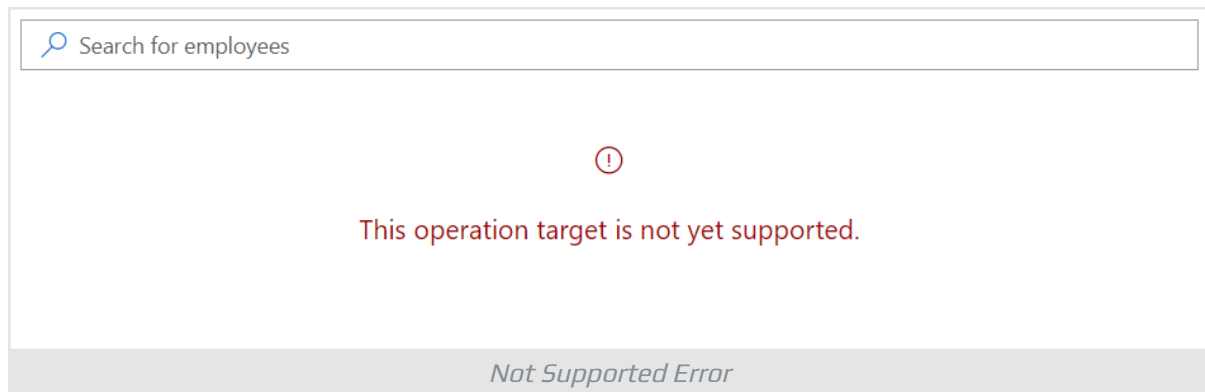 Search for employees
This operation target is not yet supported.
Not Supported Error